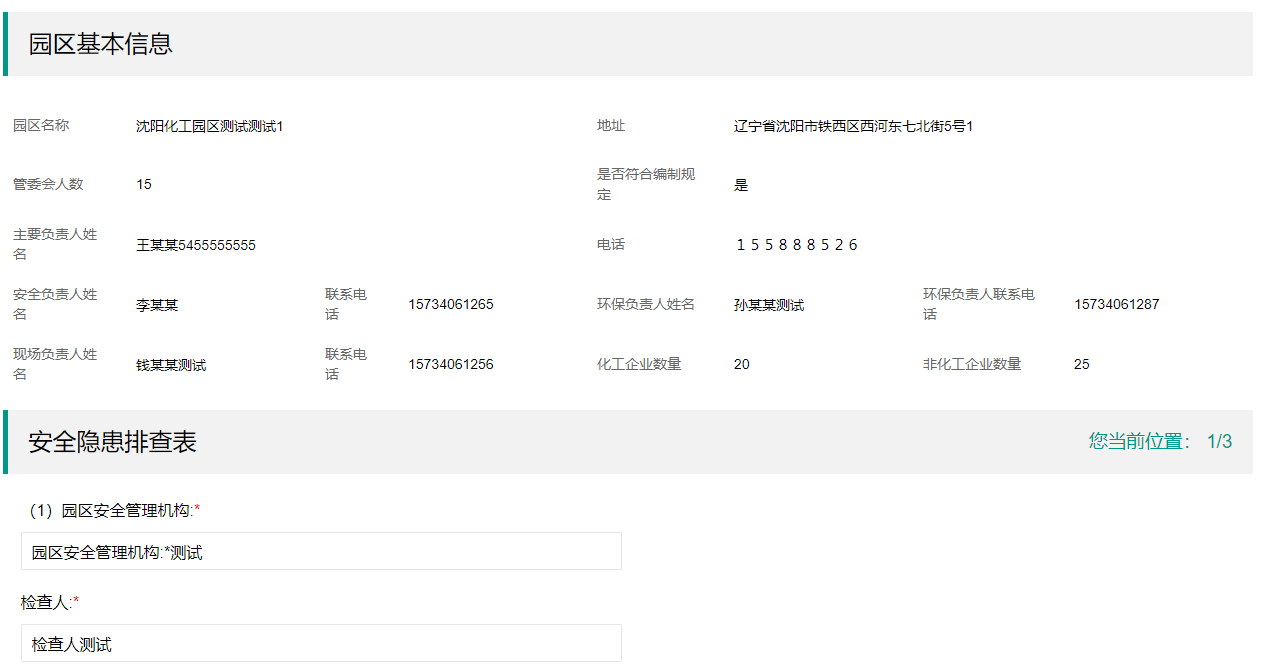 园区基本信息
园区名称 沈阳化工园区测试测试1 地址 辽宁省沈阳市铁西区西河东七北街5号1
管委会人数 15 是否符合编制规
定 是
主要负责人姓
名 王某某5455555555 电话 １５５８８８５２６
安全负责人姓
名 李某某 联系电
话 15734061265 环保负责人姓名 孙某某测试 环保负责人联系电
话 15734061287
现场负责人姓
名 钱某某测试 联系电
话 15734061256 化工企业数量 20 非化工企业数量 25
安全隐患排查表 您当前位置： 1/3
（1）园区安全管理机构:*
园区安全管理机构:*测试
检查人:*
检查人测试